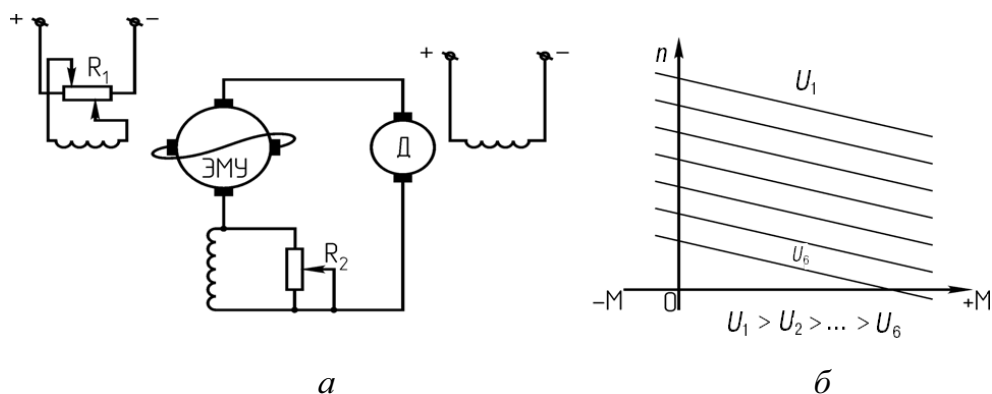 + −
R₁
+ −
ЭМУ
Д
R₂
n
U₁
U₆
−M 0 +M
U₁ > U₂ > ... > U₆
а б